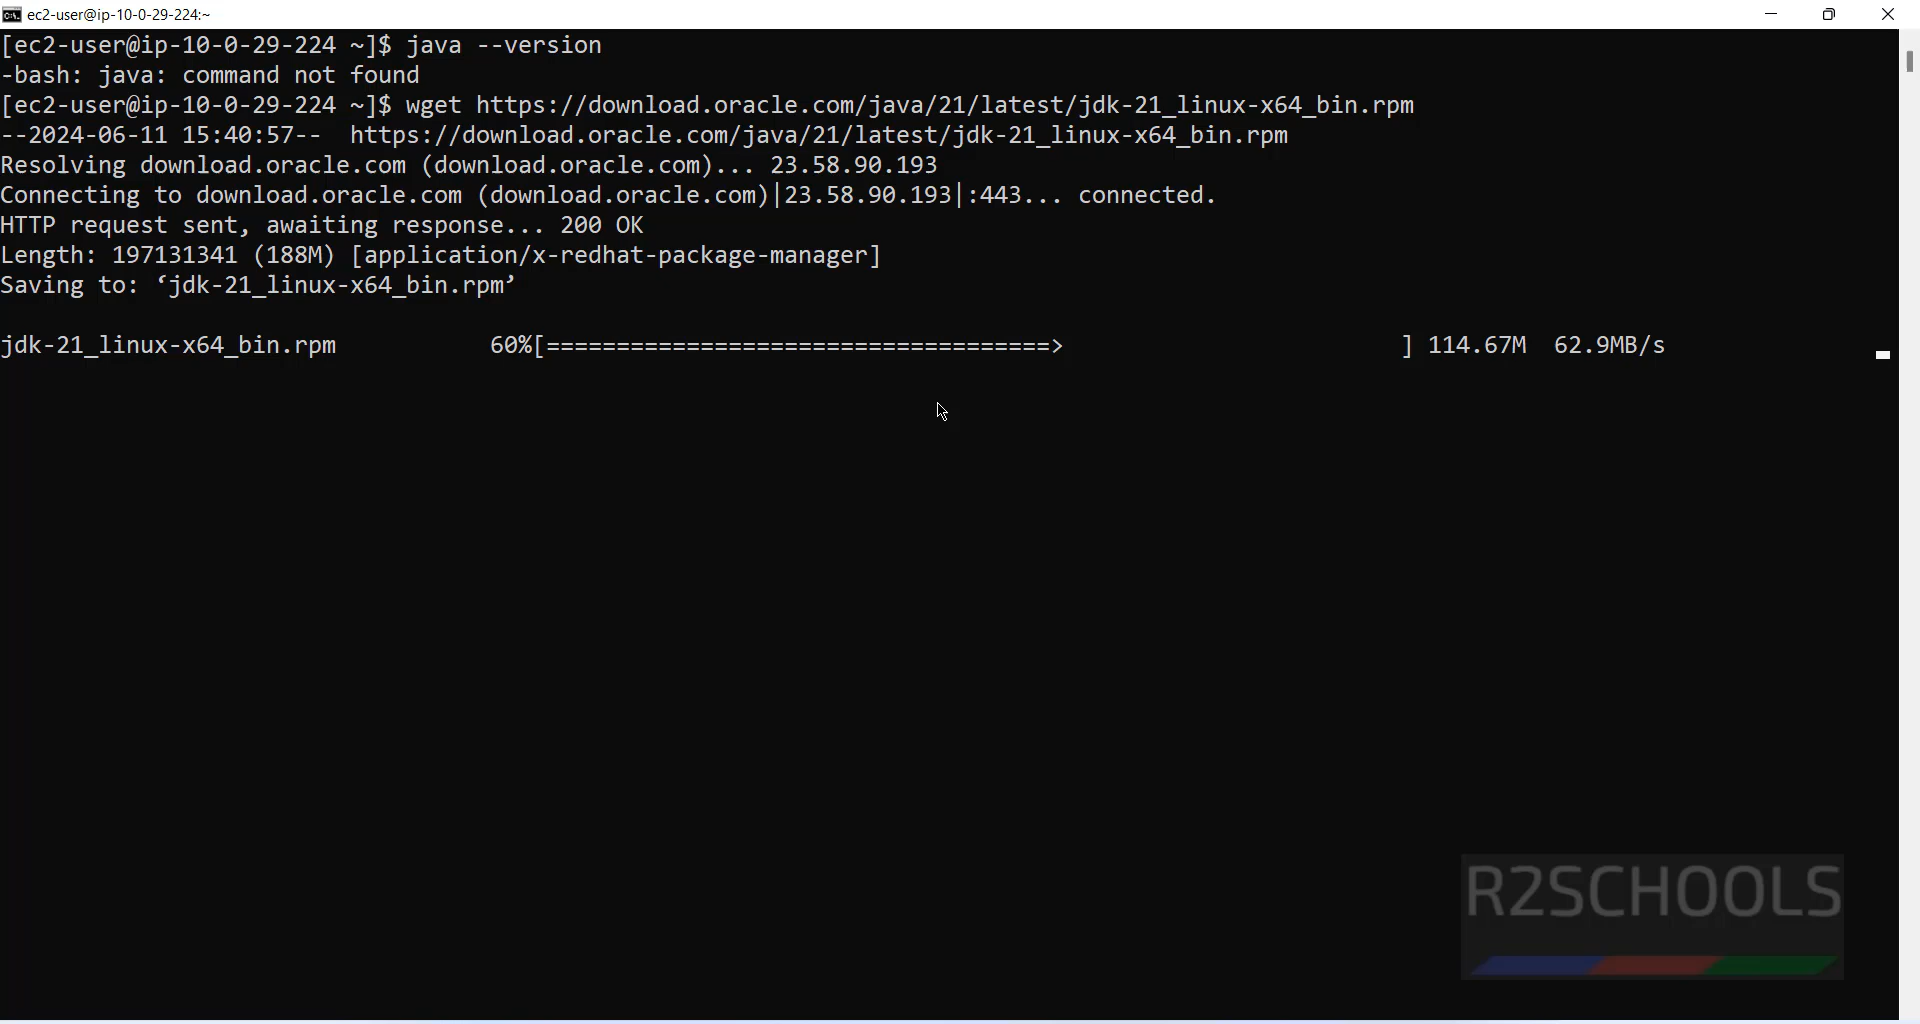 ec2-user@ip-10-0-29-224:~
[ec2-user@ip-10-0-29-224 ~]$ java --version
-bash: java: command not found
[ec2-user@ip-10-0-29-224 ~]$ wget https://download.oracle.com/java/21/latest/jdk-21_linux-x64_bin.rpm
--2024-06-11 15:40:57--  https://download.oracle.com/java/21/latest/jdk-21_linux-x64_bin.rpm
Resolving download.oracle.com (download.oracle.com)... 23.58.90.193
Connecting to download.oracle.com (download.oracle.com)|23.58.90.193|:443... connected.
HTTP request sent, awaiting response... 200 OK
Length: 197131341 (188M) [application/x-redhat-package-manager]
Saving to: ‘jdk-21_linux-x64_bin.rpm’
jdk-21_linux-x64_bin.rpm           60%[====================================>                        ] 114.67M  62.9MB/s
R2SCHOOLS